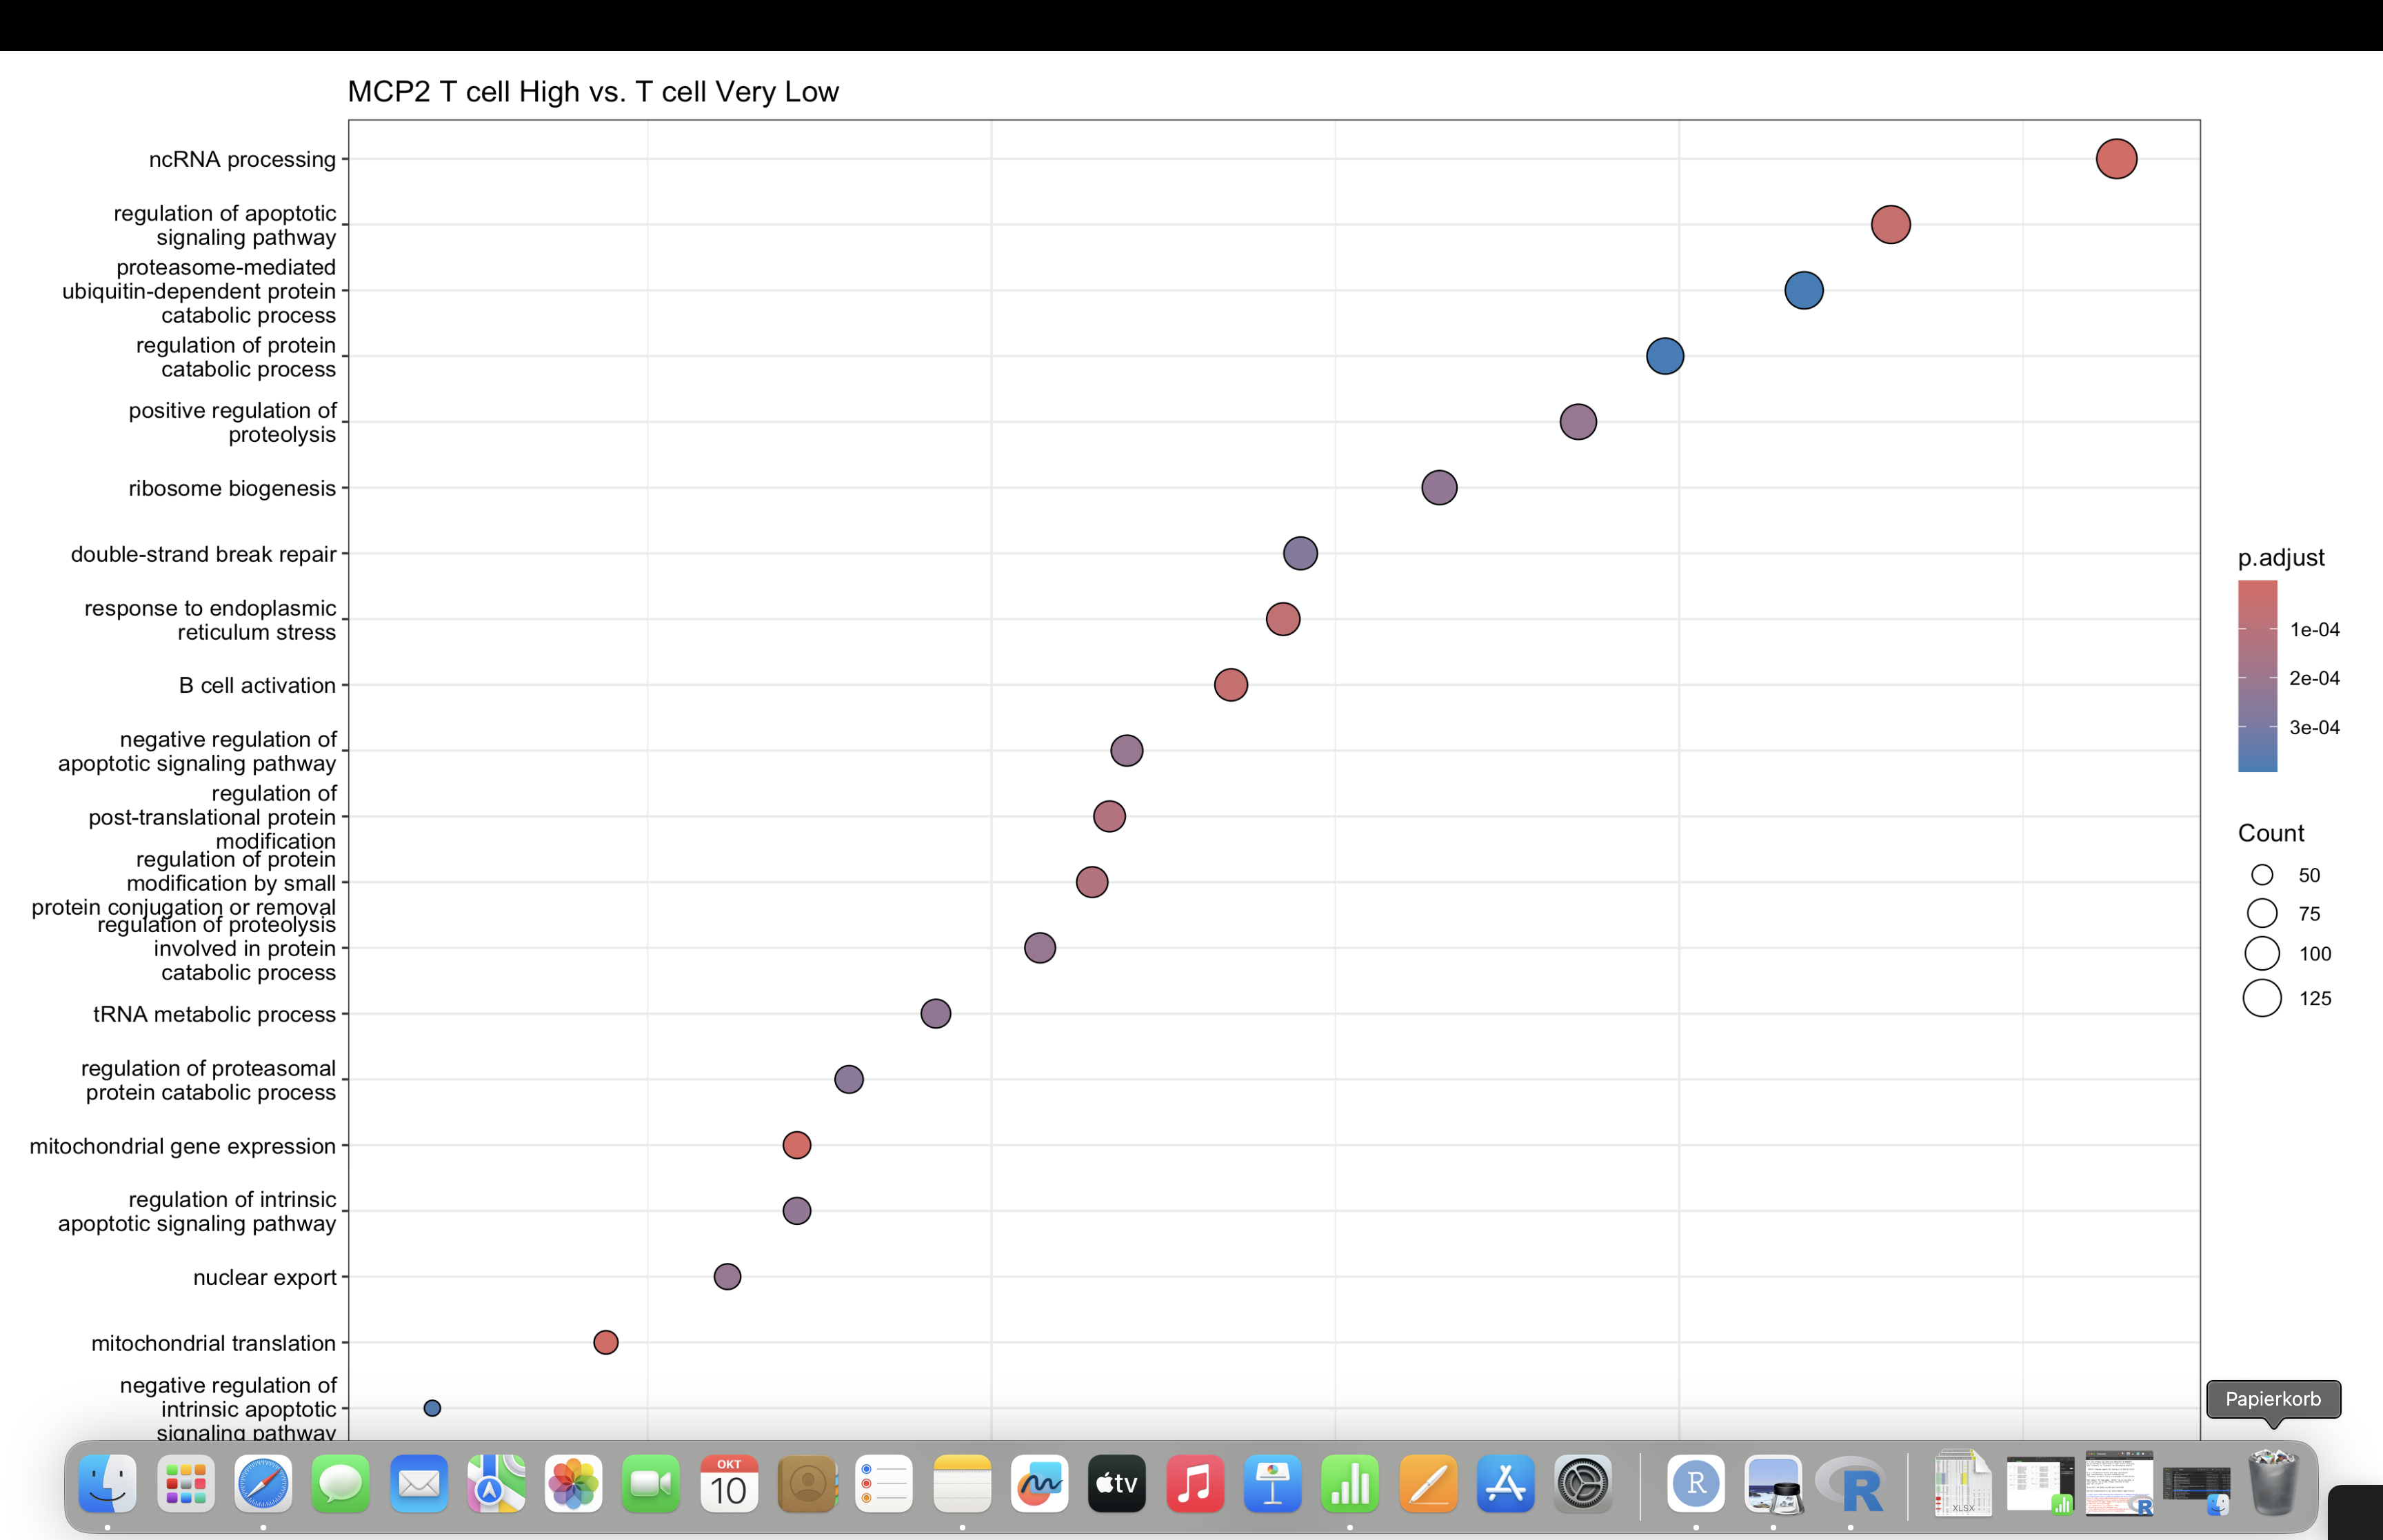 MCP2 T cell High vs. T cell Very Low
ncRNA processing
regulation of apoptotic
signaling pathway
proteasome-mediated
ubiquitin-dependent protein
catabolic process
regulation of protein
catabolic process
positive regulation of
proteolysis
ribosome biogenesis
double-strand break repair
response to endoplasmic
reticulum stress
B cell activation
negative regulation of
apoptotic signaling pathway
regulation of
post-translational protein
modification
regulation of protein
modification by small
protein conjugation or removal
regulation of proteolysis
involved in protein
catabolic process
tRNA metabolic process
regulation of proteasomal
protein catabolic process
mitochondrial gene expression
regulation of intrinsic
apoptotic signaling pathway
nuclear export
mitochondrial translation
negative regulation of
intrinsic apoptotic
signaling pathway
p.adjust
1e-04
2e-04
3e-04
Count
50
75
100
125
Papierkorb
OKT
10
tv
R
R
XLSX
R